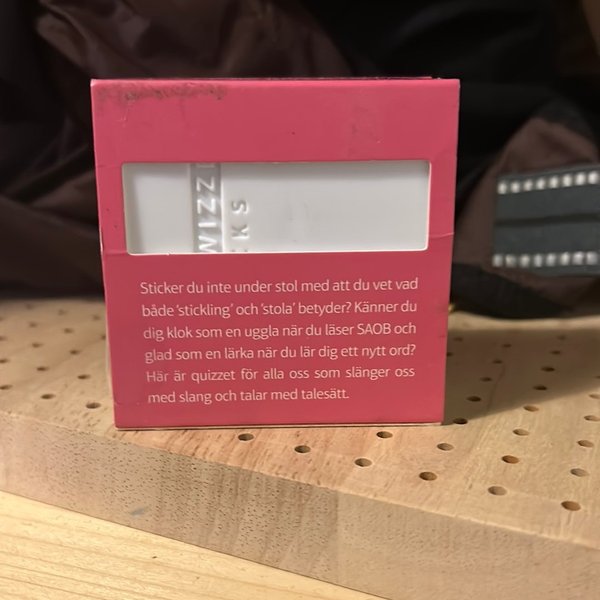 WIZZ
KS
Sticker du inte under stol med att du vet vad
både ‘stickling’ och ‘stola’ betyder? Känner du
dig klok som en uggla när du läser SAOB och
glad som en lärka när du lär dig ett nytt ord?
Här är quizzet för alla oss som slänger oss
med slang och talar med talesätt.